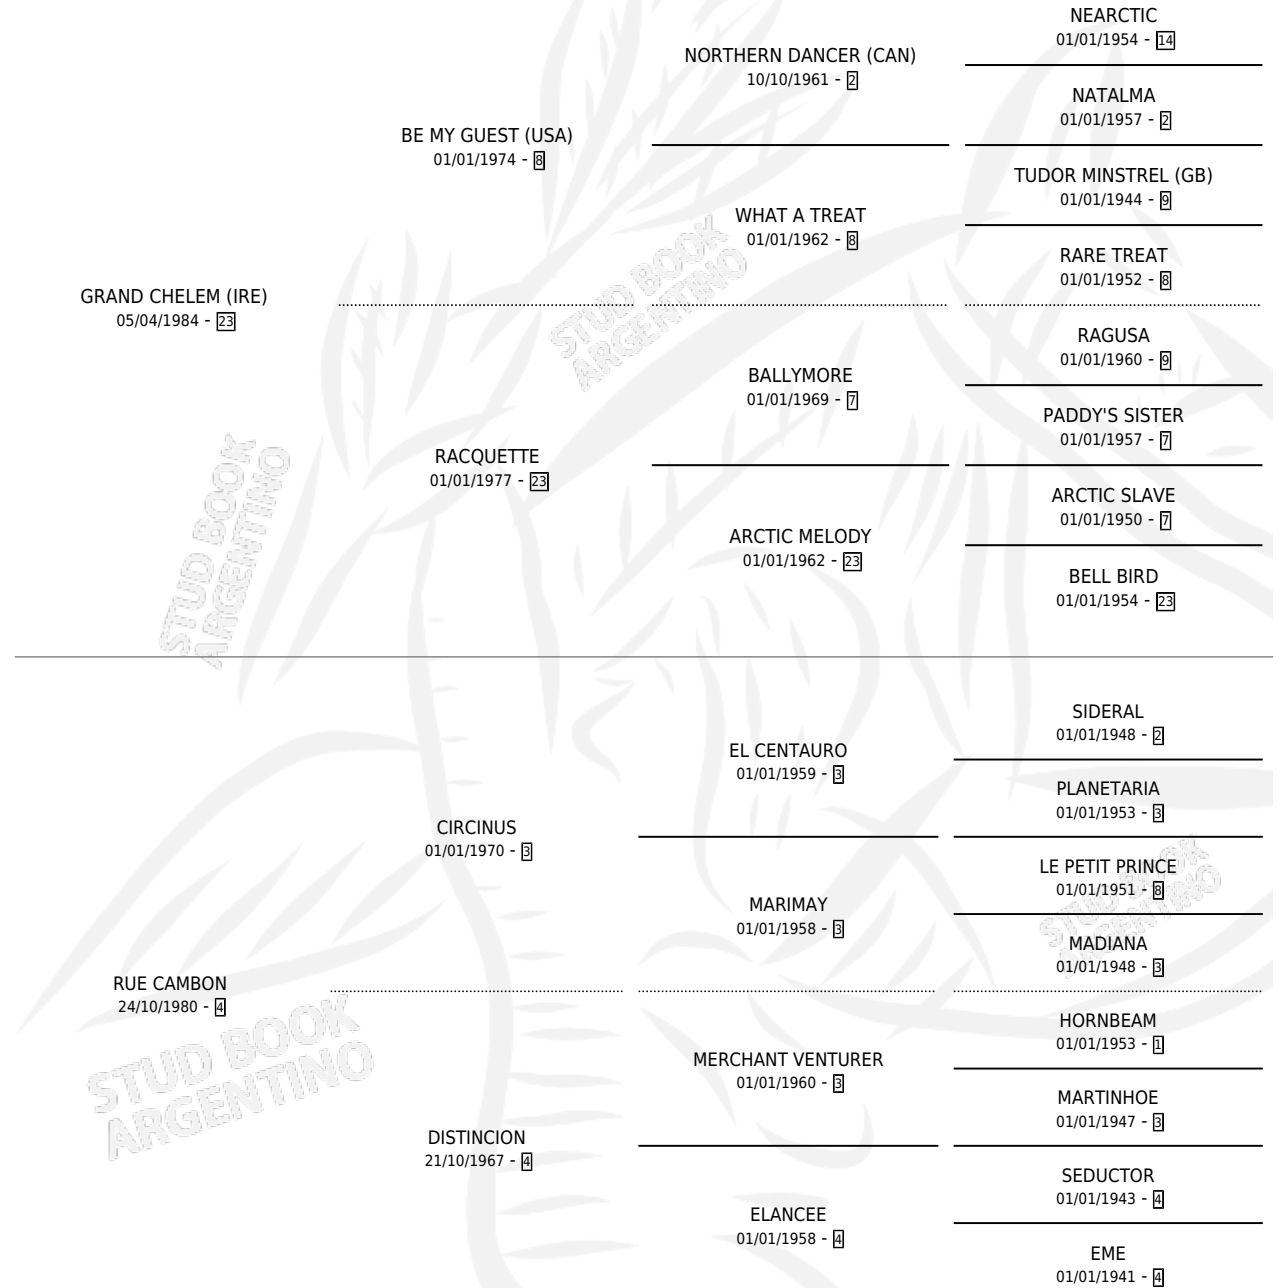 NEARCTIC
01/01/1954 - 14
NORTHERN DANCER (CAN)
10/10/1961 - 2
NATALMA
01/01/1957 - 2
BE MY GUEST (USA)
01/01/1974 - 8
TUDOR MINSTREL (GB)
01/01/1944 - 9
WHAT A TREAT
01/01/1962 - 8
RARE TREAT
01/01/1952 - 8
GRAND CHELEM (IRE)
05/04/1984 - 23
STUD BOOK
ARGENTINO
RAGUSA
01/01/1960 - 9
BALLYMORE
01/01/1969 - 7
PADDY'S SISTER
01/01/1957 - 7
RACQUETTE
01/01/1977 - 23
ARCTIC SLAVE
01/01/1950 - 7
ARCTIC MELODY
01/01/1962 - 23
BELL BIRD
01/01/1954 - 23
STUD BOOK
ARGENTINO
SIDERAL
01/01/1948 - 2
EL CENTAURO
01/01/1959 - 3
PLANETARIA
01/01/1953 - 3
CIRCINUS
01/01/1970 - 3
LE PETIT PRINCE
01/01/1951 - 8
MARIMAY
01/01/1958 - 3
STUD BOOK
ARGENTINO
MADIANA
01/01/1948 - 3
RUE CAMBON
24/10/1980 - 4
HORNBEAM
01/01/1953 - 1
MERCHANT VENTURER
01/01/1960 - 3
STUD BOOK
ARGENTINO
MARTINHOE
01/01/1947 - 3
DISTINCION
21/10/1967 - 4
SEDUCTOR
01/01/1943 - 4
ELANCEE
01/01/1958 - 4
EME
01/01/1941 - 4